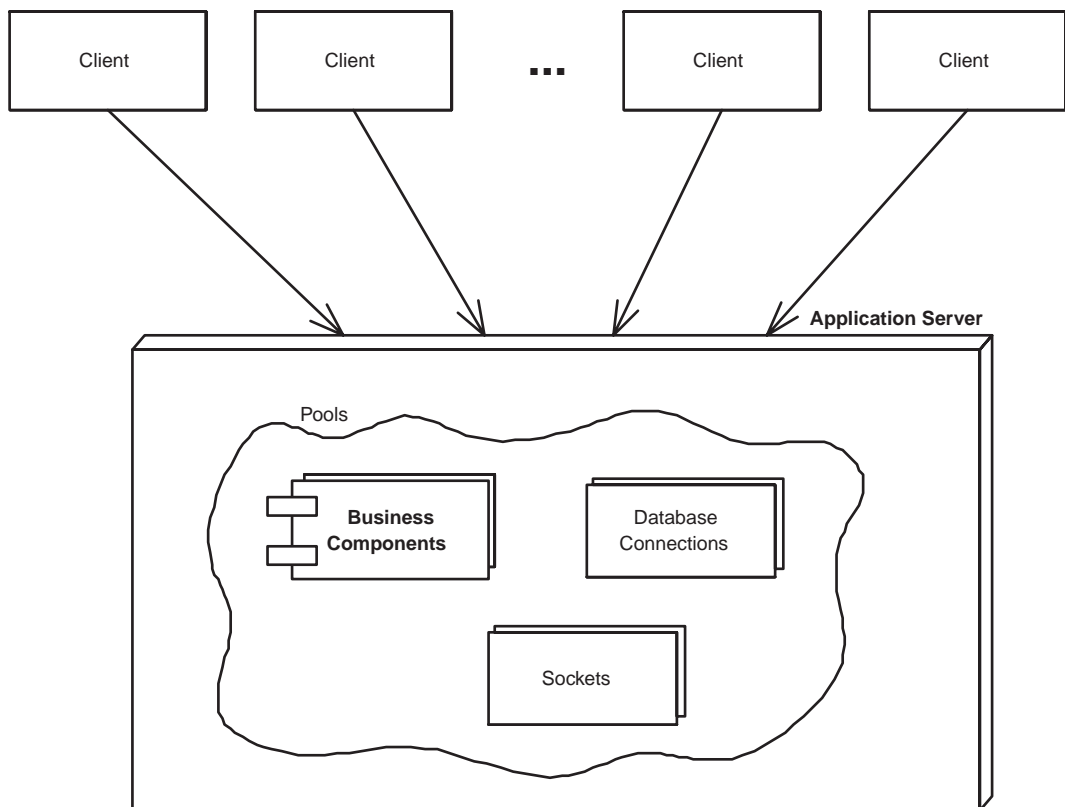 Client
Client
...
Client
Client
Application Server
Pools
Business
Components
Database
Connections
Sockets